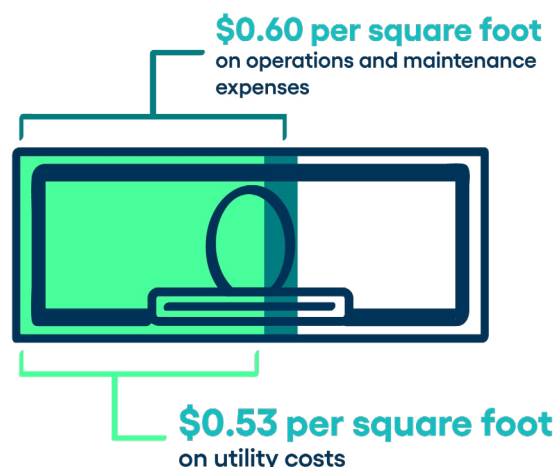 $0.60 per square foot
on operations and maintenance
expenses
$0.53 per square foot
on utility costs